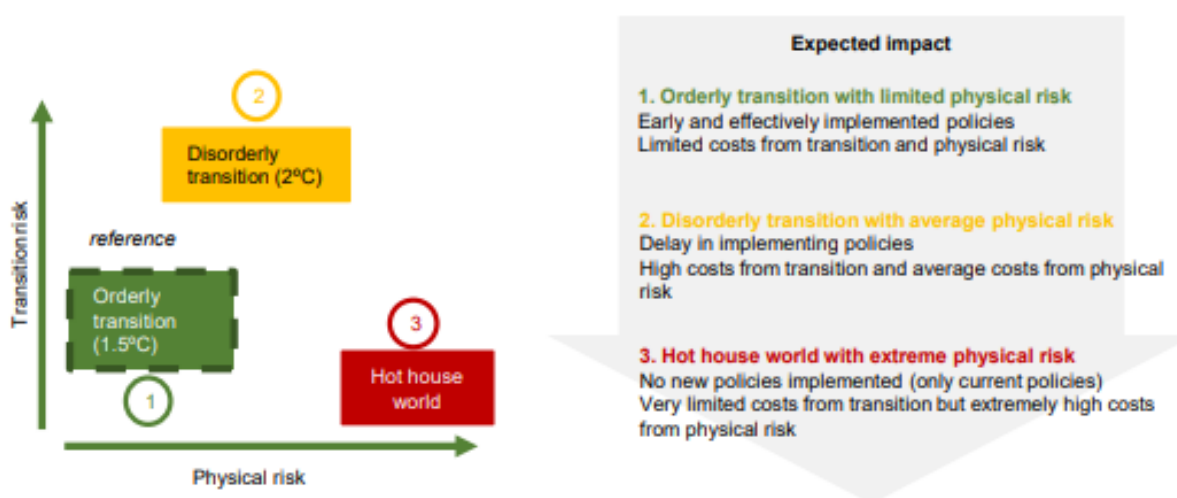 2
Disorderly
transition (2ºC)
Transition risk
reference
Orderly
transition
(1.5ºC)
3
Hot house
world
1
Physical risk
Expected impact
1. Orderly transition with limited physical risk
Early and effectively implemented policies
Limited costs from transition and physical risk
2. Disorderly transition with average physical risk
Delay in implementing policies
High costs from transition and average costs from physical
risk
3. Hot house world with extreme physical risk
No new policies implemented (only current policies)
Very limited costs from transition but extremely high costs
from physical risk